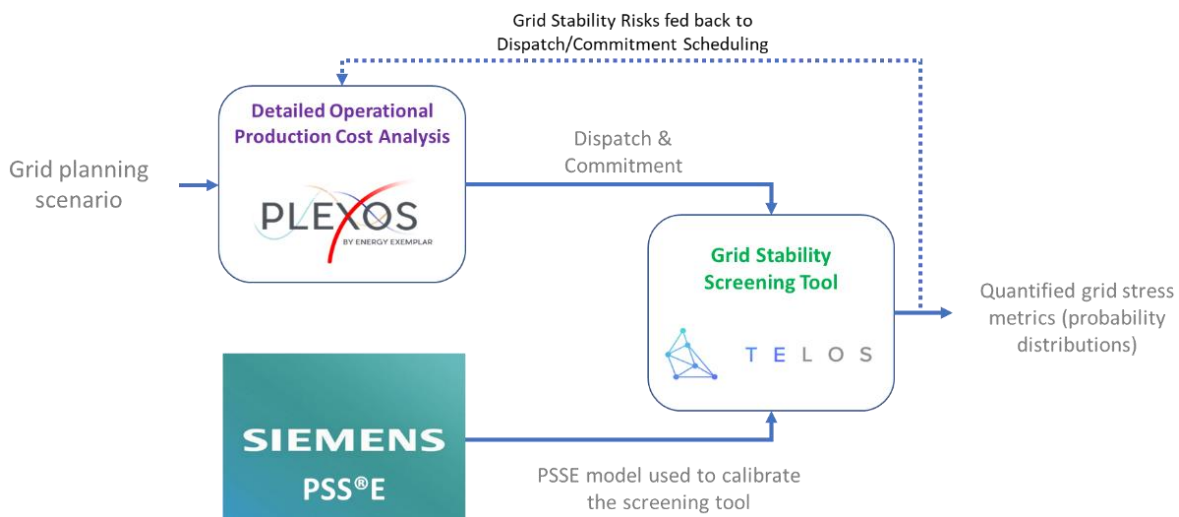 Grid Stability Risks fed back to
Dispatch/Commitment Scheduling
Detailed Operational
Production Cost Analysis
PLEXOS
BY ENERGY EXEMPLAR
Grid planning
scenario
Dispatch &
Commitment
Grid Stability
Screening Tool
TELOS
Quantified grid stress
metrics (probability
distributions)
SIEMENS
PSS®E
PSSE model used to calibrate
the screening tool